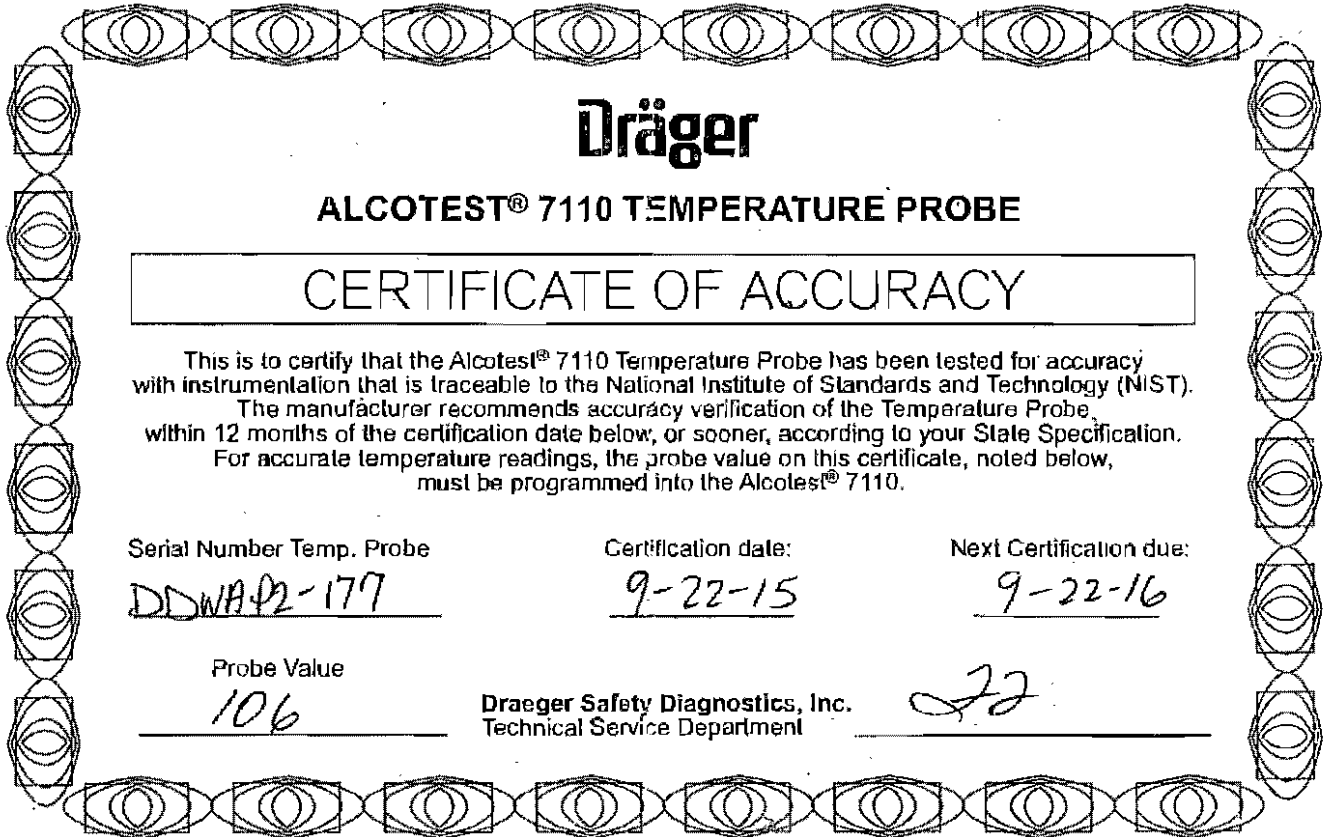 Dräger
ALCOTEST® 7110 TEMPERATURE PROBE
CERTIFICATE OF ACCURACY
This is to certify that the Alcotest® 7110 Temperature Probe has been tested for accuracy
with instrumentation that is traceable to the National Institute of Standards and Technology (NIST).
The manufacturer recommends accuracy verification of the Temperature Probe,
within 12 months of the certification date below, or sooner, according to your State Specification.
For accurate temperature readings, the probe value on this certificate, noted below,
must be programmed into the Alcotest® 7110.
Serial Number Temp. Probe Certification date: Next Certification due:
9-22-15 9-22-16
Probe Value
106
Draeger Safety Diagnostics, Inc.
Technical Service Department